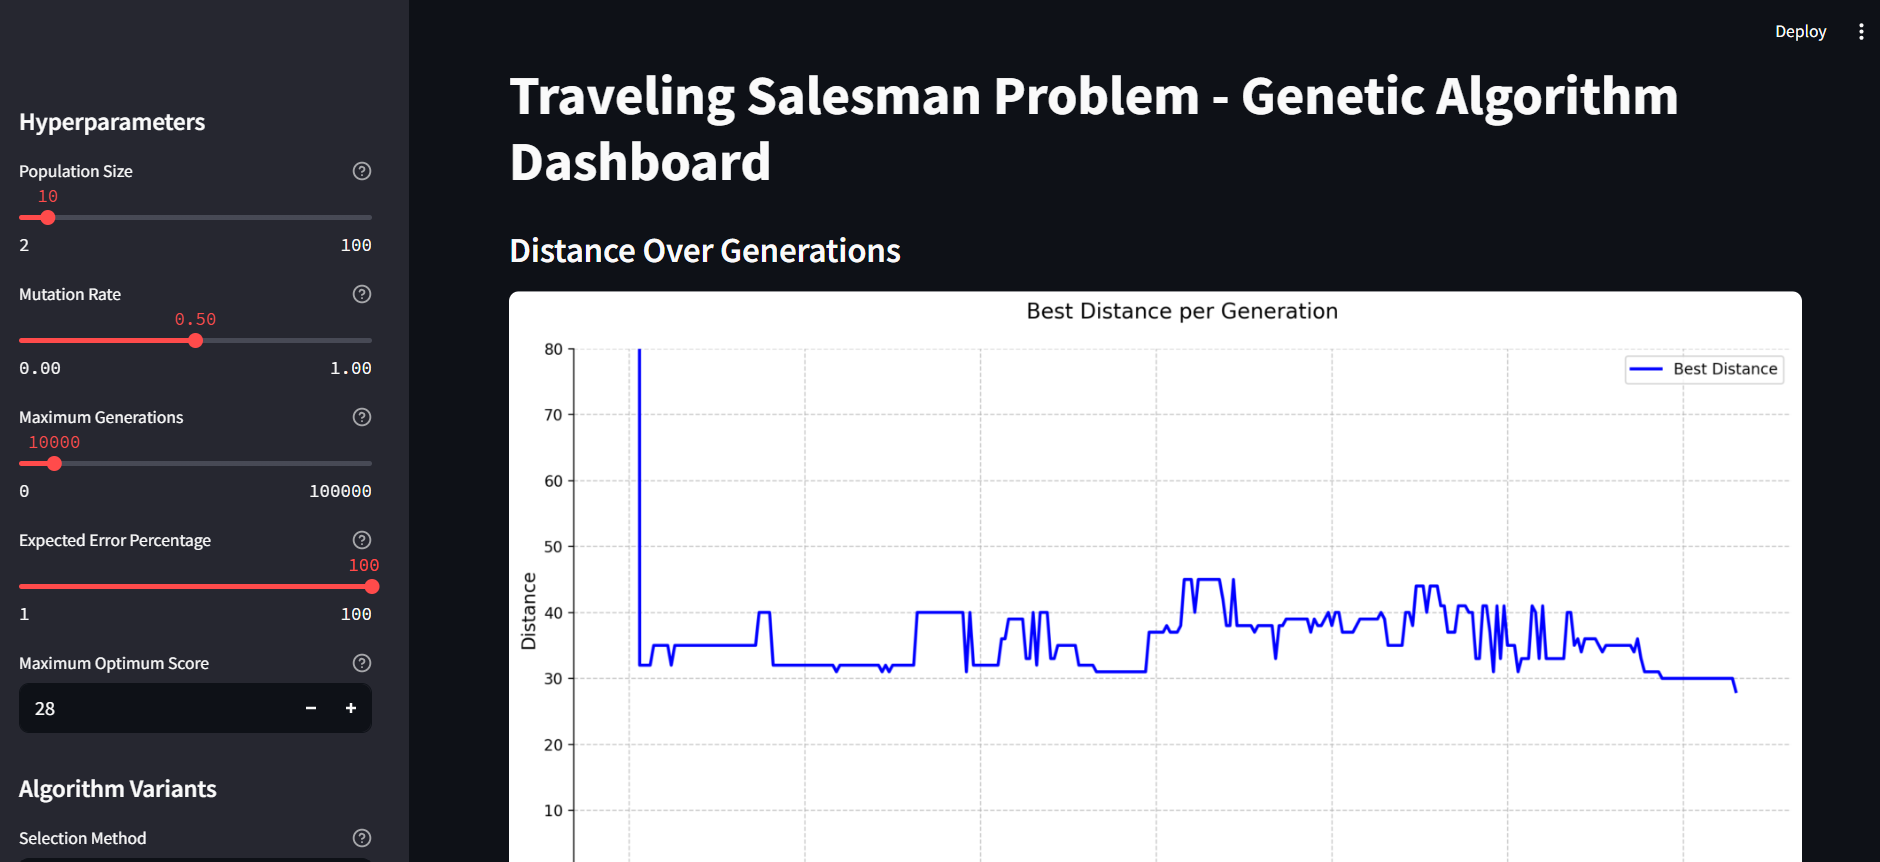 Deploy
Hyperparameters
Population Size
10
2 100
Mutation Rate
0.50
0.00 1.00
Maximum Generations
10000
0 100000
Expected Error Percentage
100
1 100
Maximum Optimum Score
28
Algorithm Variants
Selection Method
Traveling Salesman Problem - Genetic Algorithm
Dashboard
Distance Over Generations
Best Distance per Generation
Best Distance
Distance
80
70
60
50
40
30
20
10